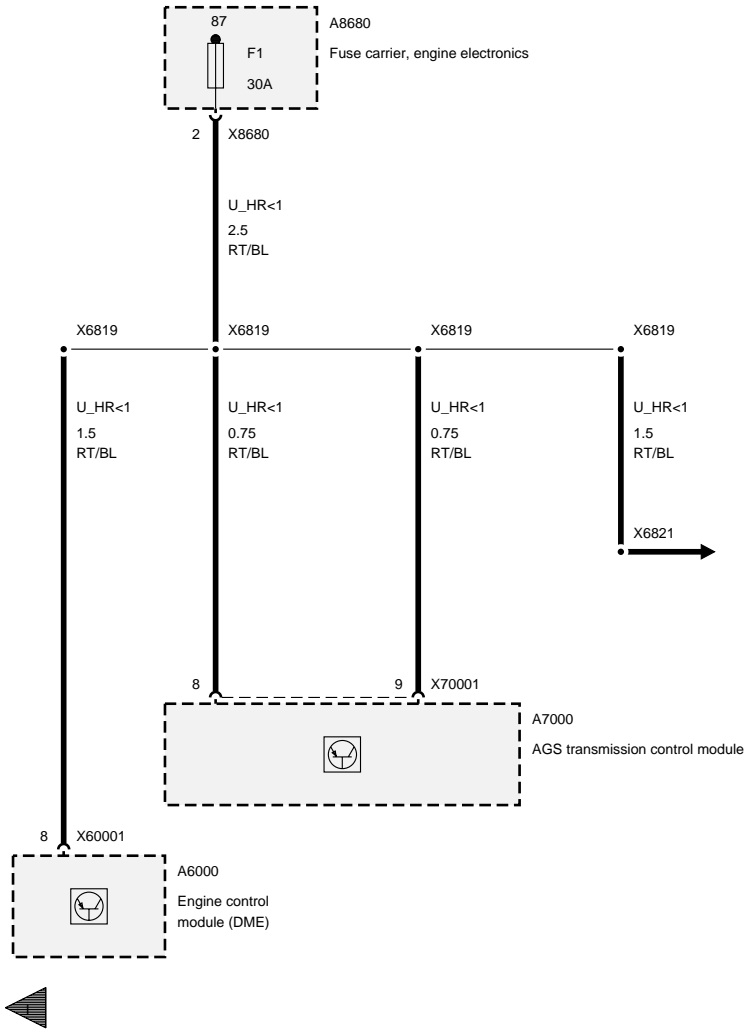 87
A8680
F1
Fuse carrier, engine electronics
30A
2
X8680
U_HR<1
2.5
RT/BL
X6819
X6819
X6819
X6819
U_HR<1
U_HR<1
U_HR<1
U_HR<1
1.5
0.75
0.75
1.5
RT/BL
RT/BL
RT/BL
RT/BL
X6821
8
9
X70001
A7000
AGS transmission control module
8
X60001
A6000
Engine control
module (DME)